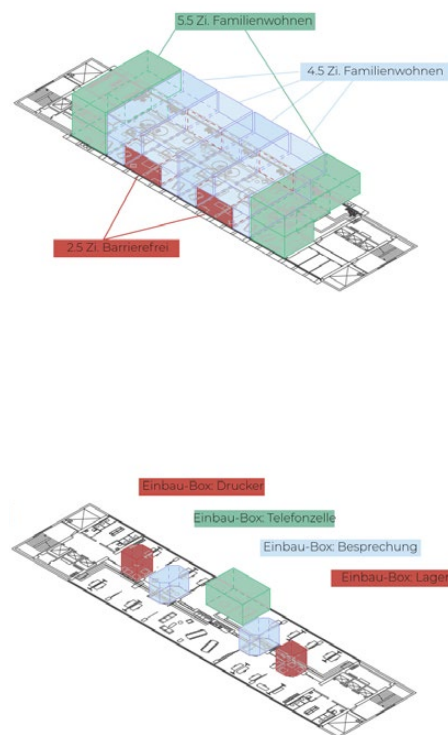 5.5 Zi. Familienwohnen
4.5 Zi. Familienwohnen
2.5 Zi. Barrierefrei
Einbau-Box: Drucker
Einbau-Box: Telefonzelle
Einbau-Box: Besprechung
Einbau-Box: Lager